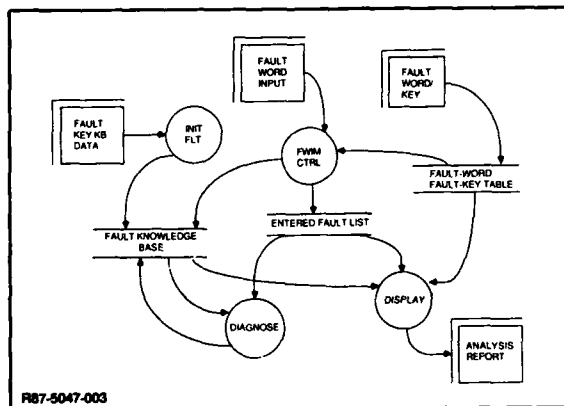 FAULT
WORD
INPUT
FAULT
WORD/
KEY
FAULT
KEY KB
DATA
INIT
FLT
FWIM
CTRL
FAULT-WORD
FAULT-KEY TABLE
ENTERED FAULT LIST
FAULT KNOWLEDGE
BASE
DISPLAY
DIAGNOSE
ANALYSIS
REPORT
R87-5047-003